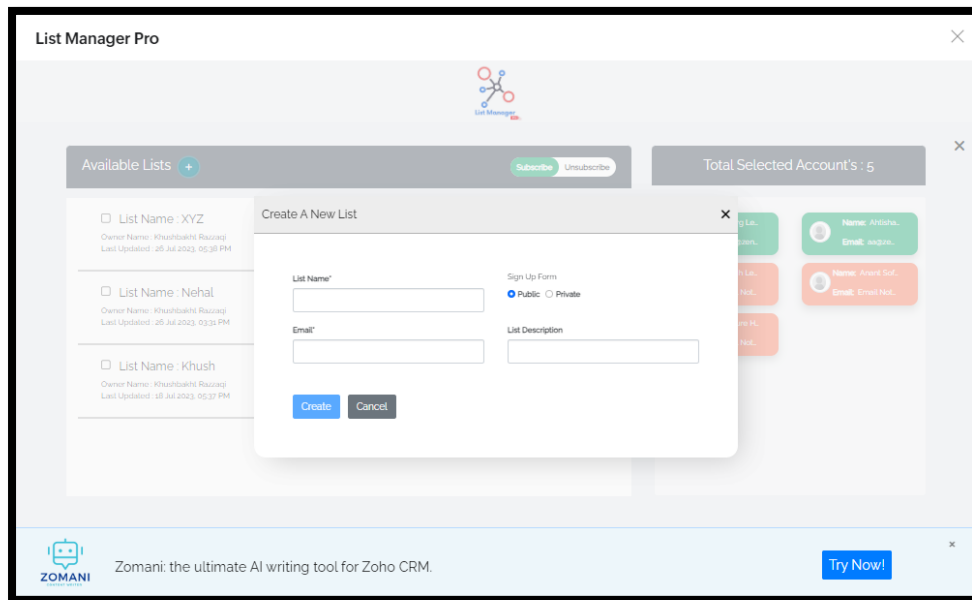 List Manager Pro
List Manager
Available Lists +
Subscribe Unsubscribe
Total Selected Account's : 5
List Name : XYZ
Owner Name : Khushbakht Razzaqi
Last Updated : 26 Jul 2023, 05:38 PM
List Name : Nehal
Owner Name : Khushbakht Razzaqi
Last Updated : 26 Jul 2023, 03:31 PM
List Name : Khush
Owner Name : Khushbakht Razzaqi
Last Updated : 18 Jul 2023, 05:37 PM
Create A New List
List Name*
Sign Up Form
Public Private
Email*
List Description
Create Cancel
Name: Ahtisha..
Email:
Name: Anant Sof..
Email: Email Not..
Zomani: the ultimate AI writing tool for Zoho CRM.
ZOMANI
Try Now!